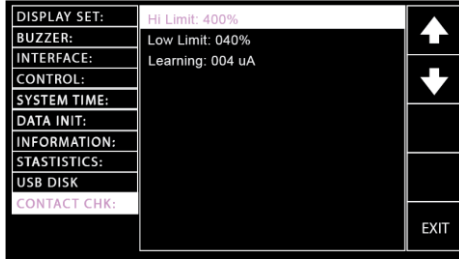 DISPLAY SET:
BUZZER:
INTERFACE:
CONTROL:
SYSTEM TIME:
DATA INIT:
INFORMATION:
STASTISTICS:
USB DISK
CONTACT CHK:
Hi Limit: 400%
Low Limit: 040%
Learning: 004 uA
EXIT